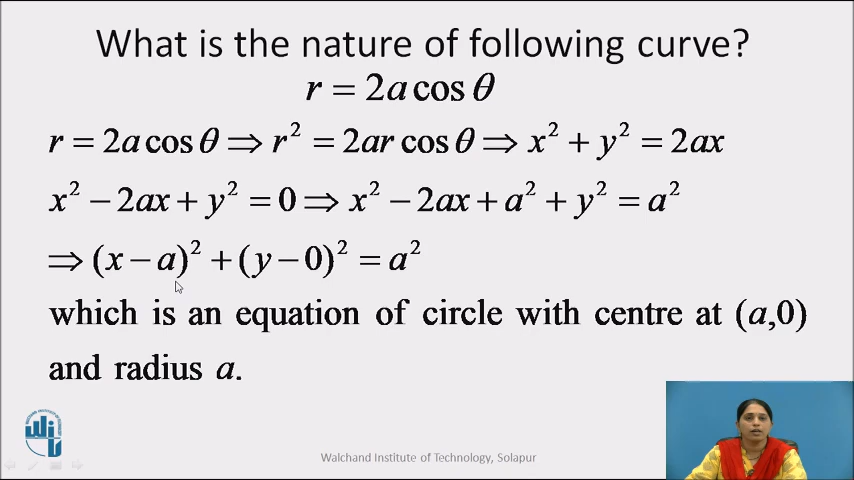 What is the nature of following curve?
r = 2a cos θ
r = 2a cos θ ⇒ r² = 2ar cos θ ⇒ x² + y² = 2ax
x² − 2ax + y² = 0 ⇒ x² − 2ax + a² + y² = a²
⇒ (x − a)² + (y − 0)² = a²
which is an equation of circle with centre at (a,0)
and radius a.
Walchand Institute of Technology, Solapur